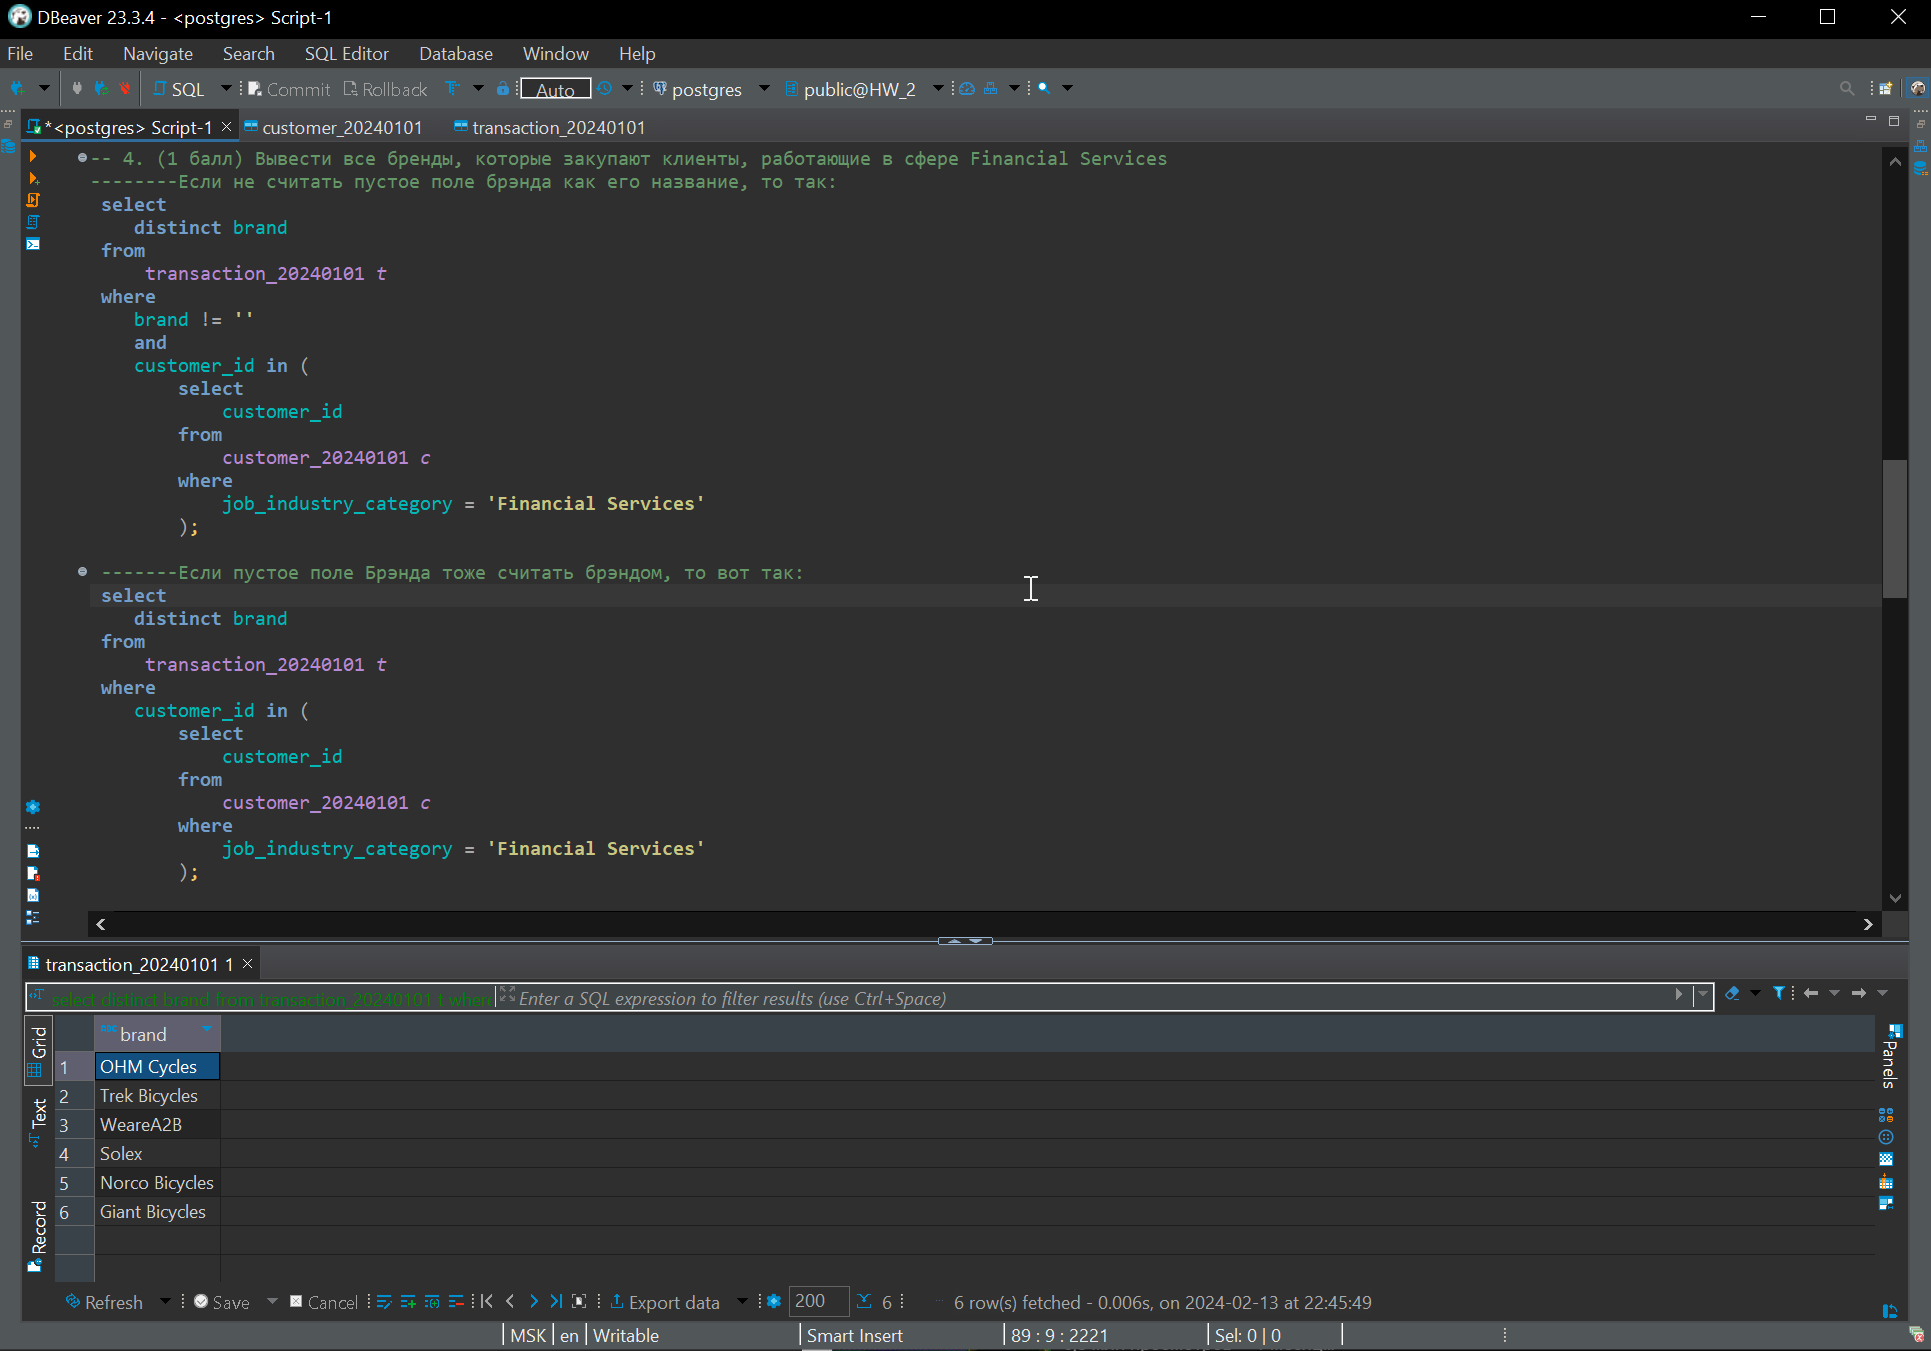 DBeaver 23.3.4 - <postgres> Script-1
File Edit Navigate Search SQL Editor Database Window Help
SQL Commit Rollback Auto postgres public@HW_2
*<postgres> Script-1 customer_20240101 transaction_20240101
-- 4. (1 балл) Вывести все бренды, которые закупают клиенты, работающие в сфере Financial Services
--------Если не считать пустое поле брэнда как его название, то так:
select
distinct brand
from
transaction_20240101 t
where
brand != ''
and
customer_id in (
select
customer_id
from
customer_20240101 c
where
job_industry_category = 'Financial Services'
);
-------Если пустое поле Брэнда тоже считать брэндом, то вот так:
select
distinct brand
from
transaction_20240101 t
where
customer_id in (
select
customer_id
from
customer_20240101 c
where
job_industry_category = 'Financial Services'
);
transaction_20240101 1
select distinct brand from transaction_20240101 t where Enter a SQL expression to filter results (use Ctrl+Space)
Grid
Text
Record
brand
1 OHM Cycles
2 Trek Bicycles
3 WeareA2B
4 Solex
5 Norco Bicycles
6 Giant Bicycles
Panels
Refresh Save Cancel Export data 200 6 6 row(s) fetched - 0.006s, on 2024-02-13 at 22:45:49
MSK en Writable Smart Insert 89 : 9 : 2221 Sel: 0 | 0